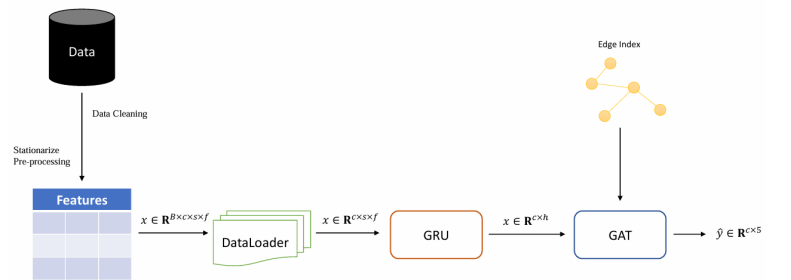 Edge Index
Data
Data Cleaning
Stationarize
Pre-processing
Features
x ∈ R^{B×c×s×f}
DataLoader
x ∈ R^{c×s×f}
GRU
x ∈ R^{c×h}
GAT
ŷ ∈ R^{c×5}